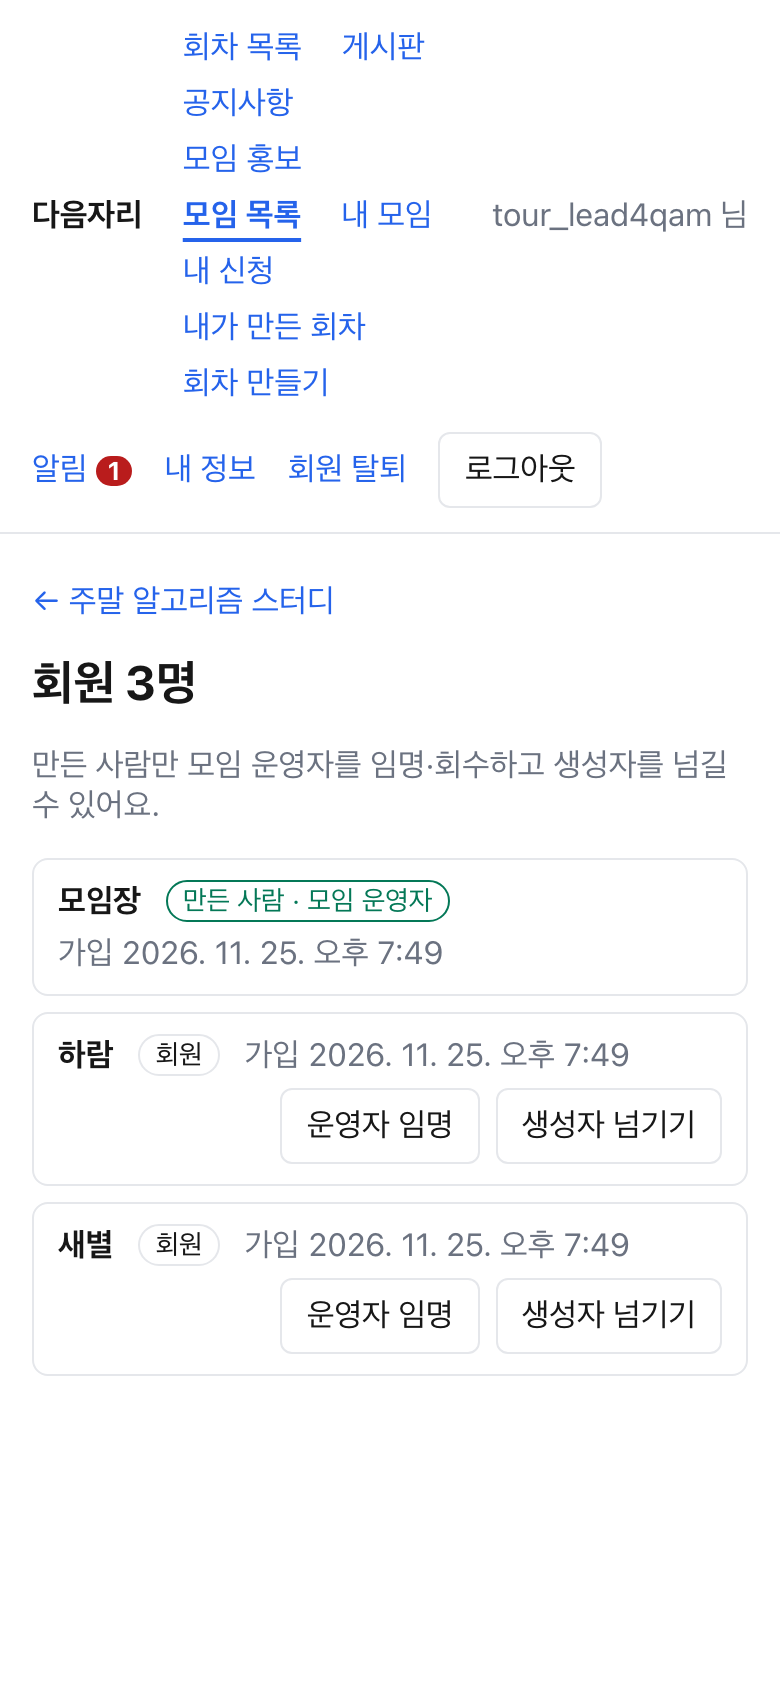 회차 목록 게시판
공지사항
모임 홍보
다음자리 모임 목록 내 모임 tour_lead4qam 님
내 신청
내가 만든 회차
회차 만들기
알림 1 내 정보 회원 탈퇴 로그아웃
← 주말 알고리즘 스터디
회원 3명
만든 사람만 모임 운영자를 임명·회수하고 생성자를 넘길
수 있어요.
모임장 만든 사람 · 모임 운영자
가입 2026. 11. 25. 오후 7:49
하람 회원 가입 2026. 11. 25. 오후 7:49
운영자 임명 생성자 넘기기
새별 회원 가입 2026. 11. 25. 오후 7:49
운영자 임명 생성자 넘기기